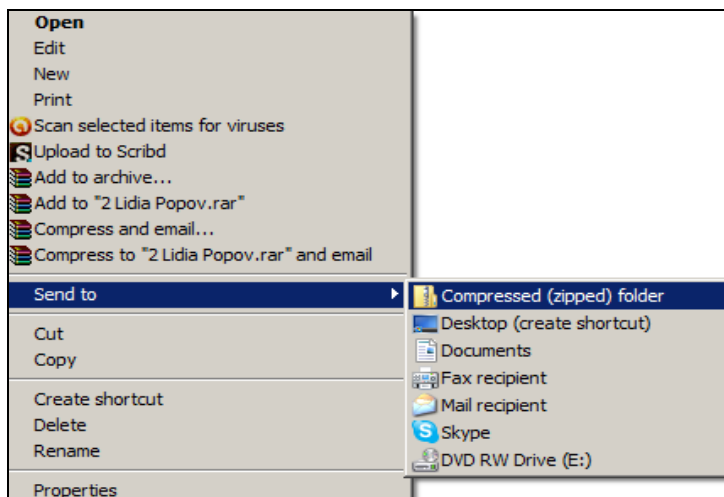 Open
Edit
New
Print
Scan selected items for viruses
Upload to Scribd
Add to archive...
Add to "2 Lidia Popov.rar"
Compress and email...
Compress to "2 Lidia Popov.rar" and email
Send to
Compressed (zipped) folder
Desktop (create shortcut)
Documents
Fax recipient
Mail recipient
Skype
DVD RW Drive (E:)
Cut
Copy
Create shortcut
Delete
Rename
Properties